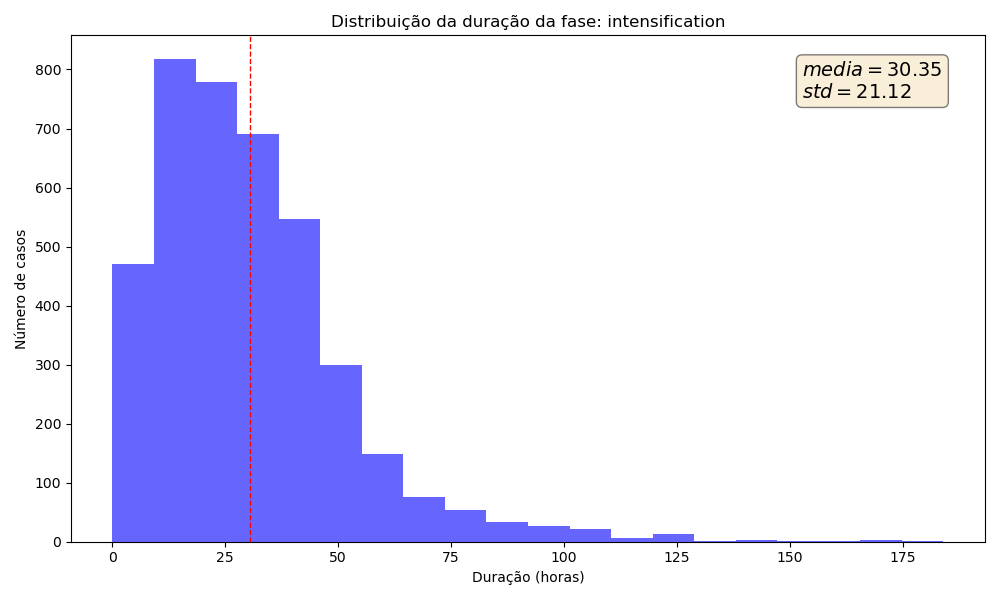 Distribuição da duração da fase: intensification
media = 30.35
std = 21.12
Número de casos
800
700
600
500
400
300
200
100
0
0 25 50 75 100 125 150 175
Duração (horas)